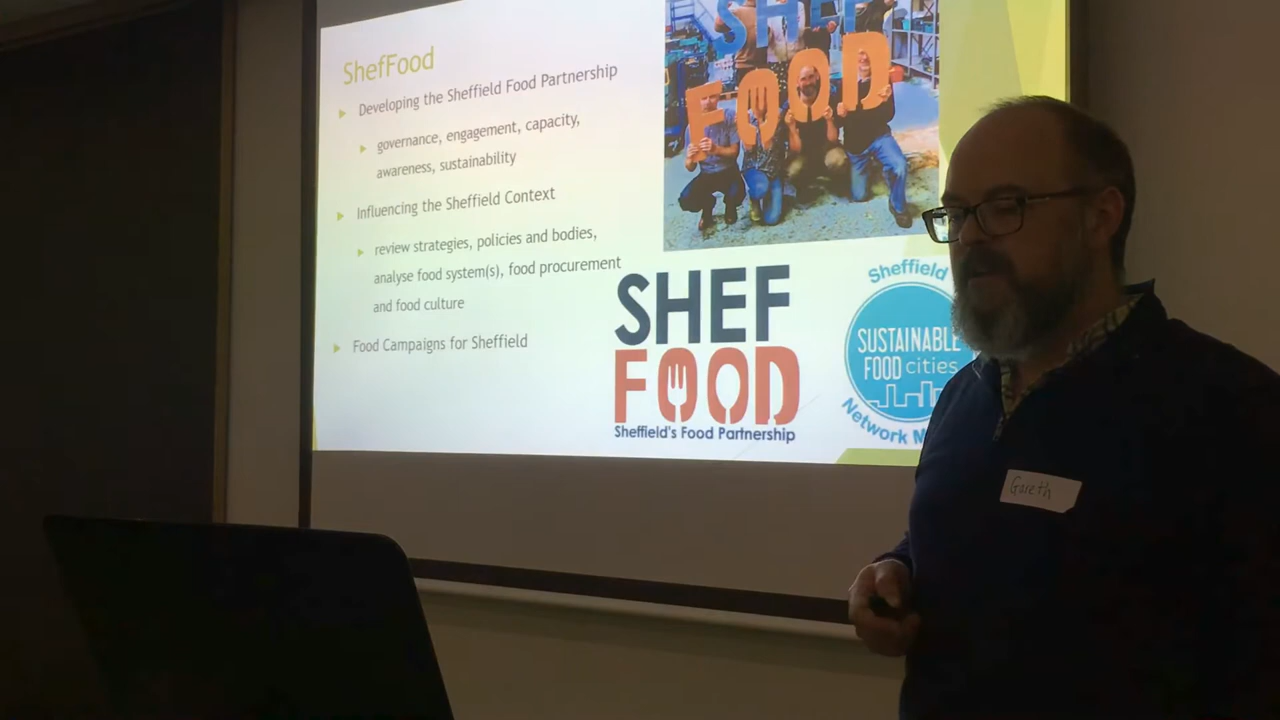 ShefFood
Developing the Sheffield Food Partnership
governance, engagement, capacity,
awareness, sustainability
Influencing the Sheffield Context
review strategies, policies and bodies,
analyse food system(s), food procurement
and food culture
Food Campaigns for Sheffield
SHEF
FOOD
SHEF
FOOD
Sheffield's Food Partnership
Sheffield
SUSTAINABLE
FOOD cities
Network
Gareth